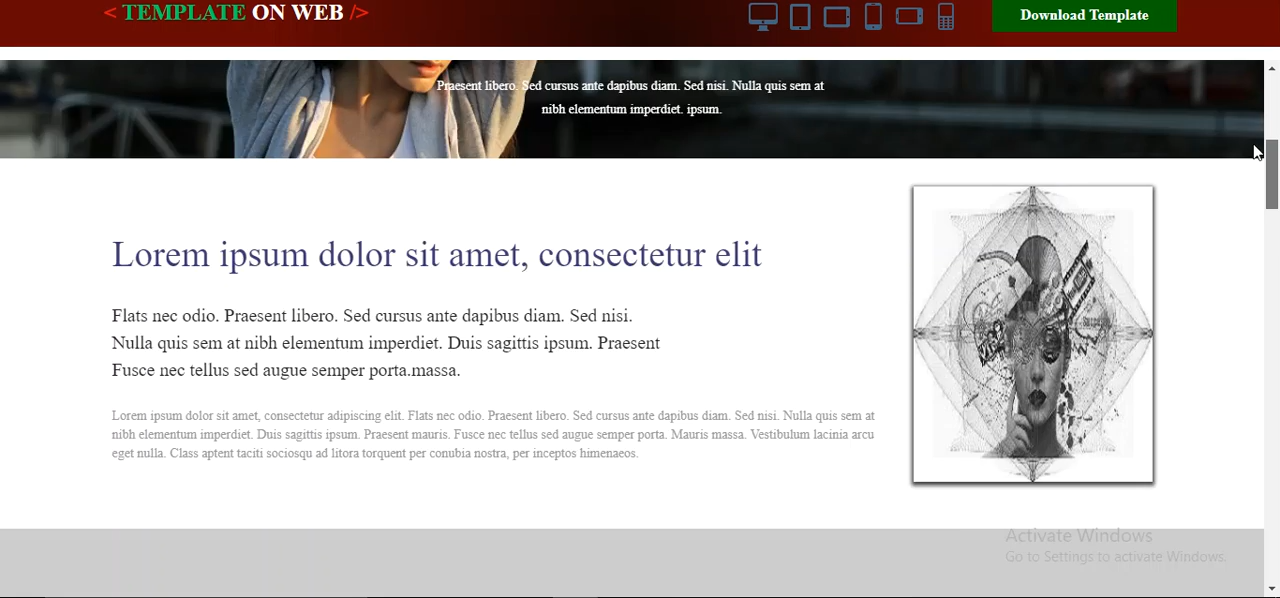 < TEMPLATE ON WEB />
Download Template
Praesent libero. Sed cursus ante dapibus diam. Sed nisi. Nulla quis sem at
nibh elementum imperdiet. ipsum.
Lorem ipsum dolor sit amet, consectetur elit
Flats nec odio. Praesent libero. Sed cursus ante dapibus diam. Sed nisi.
Nulla quis sem at nibh elementum imperdiet. Duis sagittis ipsum. Praesent
Fusce nec tellus sed augue semper porta.massa.
Lorem ipsum dolor sit amet, consectetur adipiscing elit. Flats nec odio. Praesent libero. Sed cursus ante dapibus diam. Sed nisi. Nulla quis sem at
nibh elementum imperdiet. Duis sagittis ipsum. Praesent mauris. Fusce nec tellus sed augue semper porta. Mauris massa. Vestibulum lacinia arcu
eget nulla. Class aptent taciti sociosqu ad litora torquent per conubia nostra, per inceptos himenaeos.
Activate Windows
Go to Settings to activate Windows.